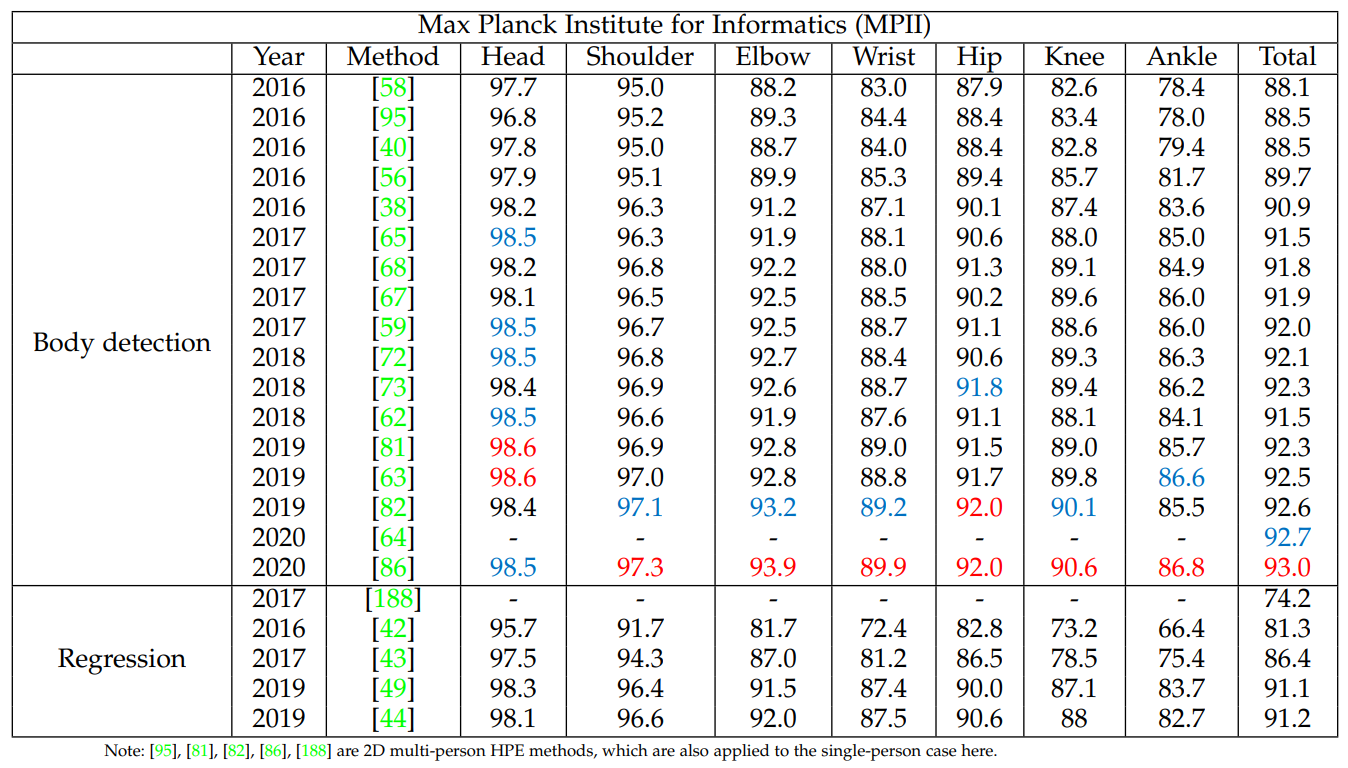 Max Planck Institute for Informatics (MPII)
Year Method Head Shoulder Elbow Wrist Hip Knee Ankle Total
2016 [58] 97.7 95.0 88.2 83.0 87.9 82.6 78.4 88.1
2016 [95] 96.8 95.2 89.3 84.4 88.4 83.4 78.0 88.5
2016 [40] 97.8 95.0 88.7 84.0 88.4 82.8 79.4 88.5
2016 [56] 97.9 95.1 89.9 85.3 89.4 85.7 81.7 89.7
2016 [38] 98.2 96.3 91.2 87.1 90.1 87.4 83.6 90.9
2017 [65] 98.5 96.3 91.9 88.1 90.6 88.0 85.0 91.5
2017 [68] 98.2 96.8 92.2 88.0 91.3 89.1 84.9 91.8
2017 [67] 98.1 96.5 92.5 88.5 90.2 89.6 86.0 91.9
Body detection 2017 [59] 98.5 96.7 92.5 88.7 91.1 88.6 86.0 92.0
2018 [72] 98.5 96.8 92.7 88.4 90.6 89.3 86.3 92.1
2018 [73] 98.4 96.9 92.6 88.7 91.8 89.4 86.2 92.3
2018 [62] 98.5 96.6 91.9 87.6 91.1 88.1 84.1 91.5
2019 [81] 98.6 96.9 92.8 89.0 91.5 89.0 85.7 92.3
2019 [63] 98.6 97.0 92.8 88.8 91.7 89.8 86.6 92.5
2019 [82] 98.4 97.1 93.2 89.2 92.0 90.1 85.5 92.6
2020 [64] - - - - - - - 92.7
2020 [86] 98.5 97.3 93.9 89.9 92.0 90.6 86.8 93.0
2017 [188] - - - - - - - 74.2
2016 [42] 95.7 91.7 81.7 72.4 82.8 73.2 66.4 81.3
Regression 2017 [43] 97.5 94.3 87.0 81.2 86.5 78.5 75.4 86.4
2019 [49] 98.3 96.4 91.5 87.4 90.0 87.1 83.7 91.1
2019 [44] 98.1 96.6 92.0 87.5 90.6 88 82.7 91.2
Note: [95], [81], [82], [86], [188] are 2D multi-person HPE methods, which are also applied to the single-person case here.